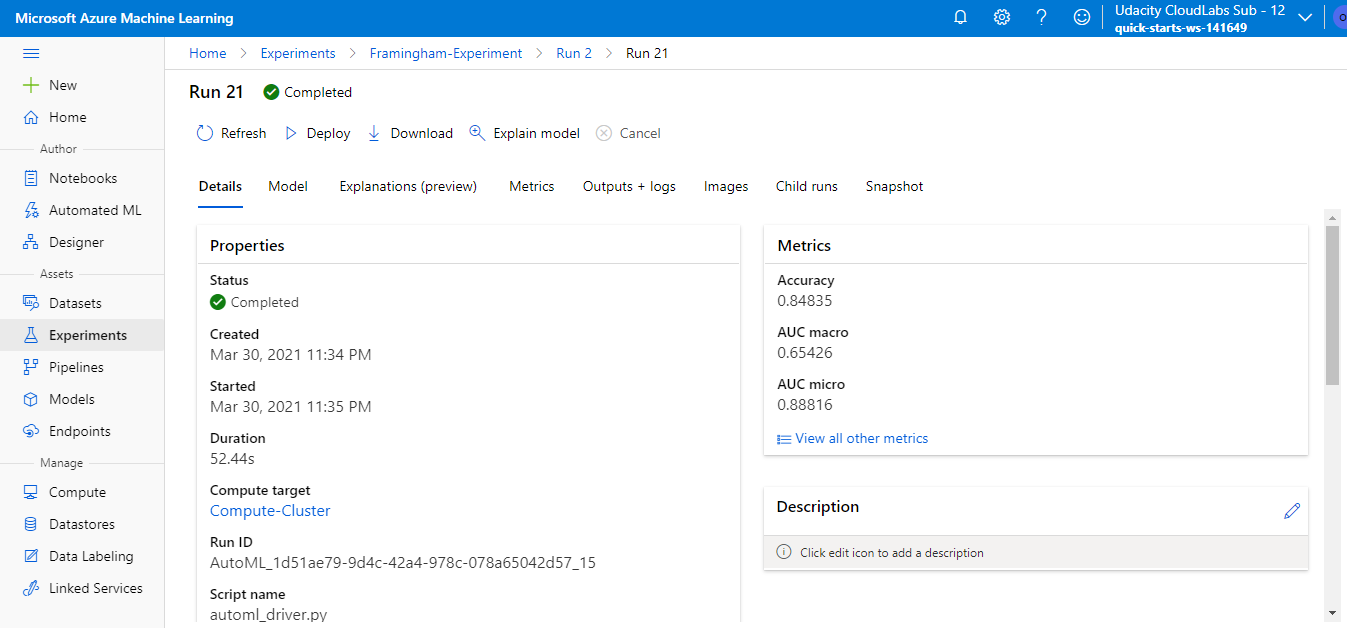 Microsoft Azure Machine Learning
Udacity CloudLabs Sub - 12
quick-starts-ws-141649
New
Home
Author
Notebooks
Automated ML
Designer
Assets
Datasets
Experiments
Pipelines
Models
Endpoints
Manage
Compute
Datastores
Data Labeling
Linked Services
Home > Experiments > Framingham-Experiment > Run 2 > Run 21
Run 21 Completed
Refresh Deploy Download Explain model Cancel
Details Model Explanations (preview) Metrics Outputs + logs Images Child runs Snapshot
Properties
Status
Completed
Created
Mar 30, 2021 11:34 PM
Started
Mar 30, 2021 11:35 PM
Duration
52.44s
Compute target
Compute-Cluster
Run ID
AutoML_1d51ae79-9d4c-42a4-978c-078a65042d57_15
Script name
automl_driver.py
Metrics
Accuracy
0.84835
AUC macro
0.65426
AUC micro
0.88816
View all other metrics
Description
Click edit icon to add a description